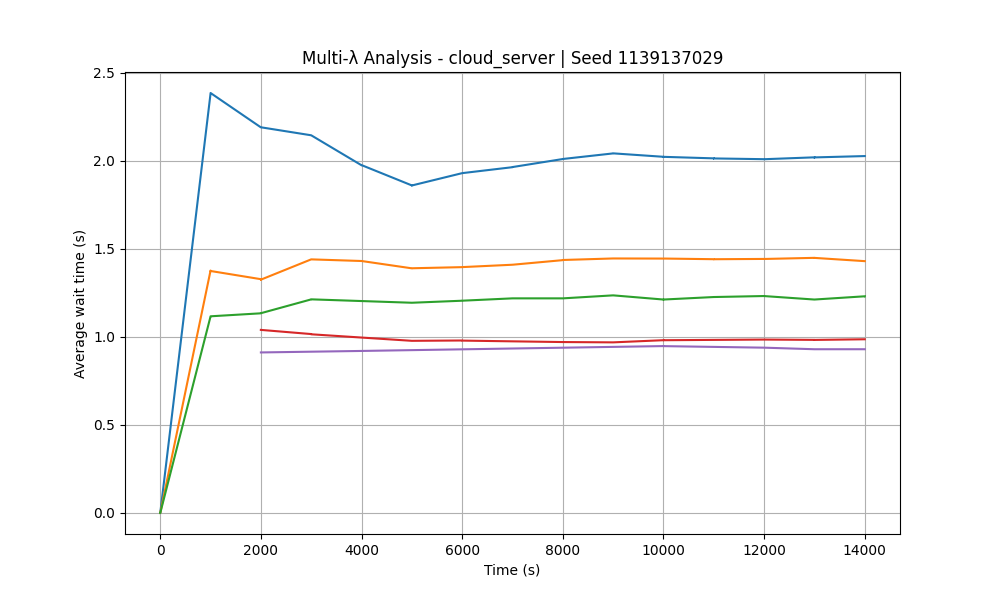 Multi-λ Analysis - cloud_server | Seed 1139137029
Average wait time (s)
2.5
2.0
1.5
1.0
0.5
0.0
0 2000 4000 6000 8000 10000 12000 14000
Time (s)